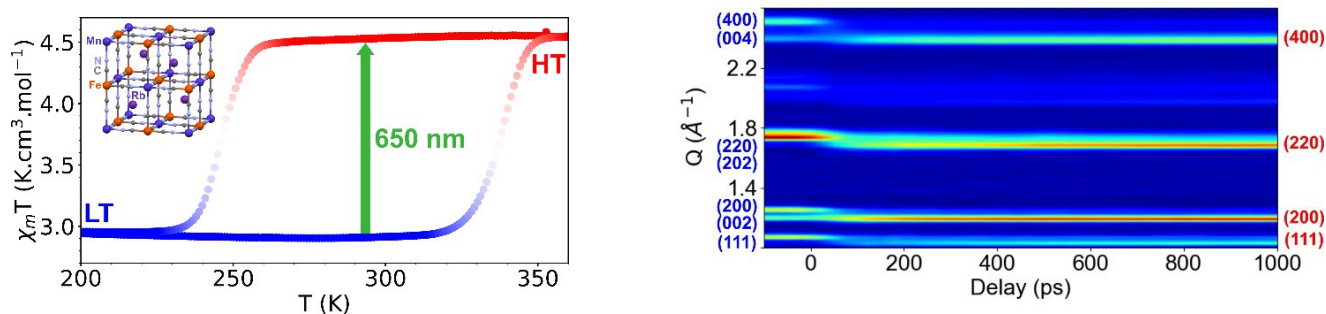 Mn
N
C
Fe
Rb
4.5
4.0
3.5
3.0
χmT (K.cm³.mol⁻¹)
HT
650 nm
LT
200
250
300
350
T (K)
(400)
(004)
(220)
(202)
(200)
(002)
(111)
Q (Å⁻¹)
2.2
1.8
1.4
(400)
(220)
(200)
(111)
0
200
400
600
800
1000
Delay (ps)